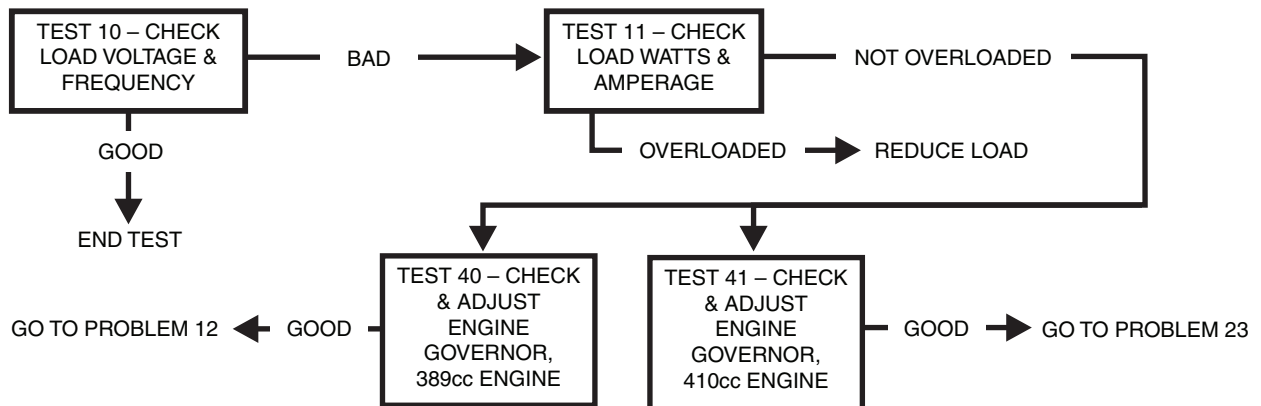 TEST 10 – CHECK
LOAD VOLTAGE &
FREQUENCY
BAD
TEST 11 – CHECK
LOAD WATTS &
AMPERAGE
NOT OVERLOADED
GOOD
OVERLOADED
REDUCE LOAD
END TEST
TEST 40 – CHECK
& ADJUST
ENGINE
GOVERNOR,
389cc ENGINE
TEST 41 – CHECK
& ADJUST
ENGINE
GOVERNOR,
410cc ENGINE
GO TO PROBLEM 12
GOOD
GOOD
GO TO PROBLEM 23